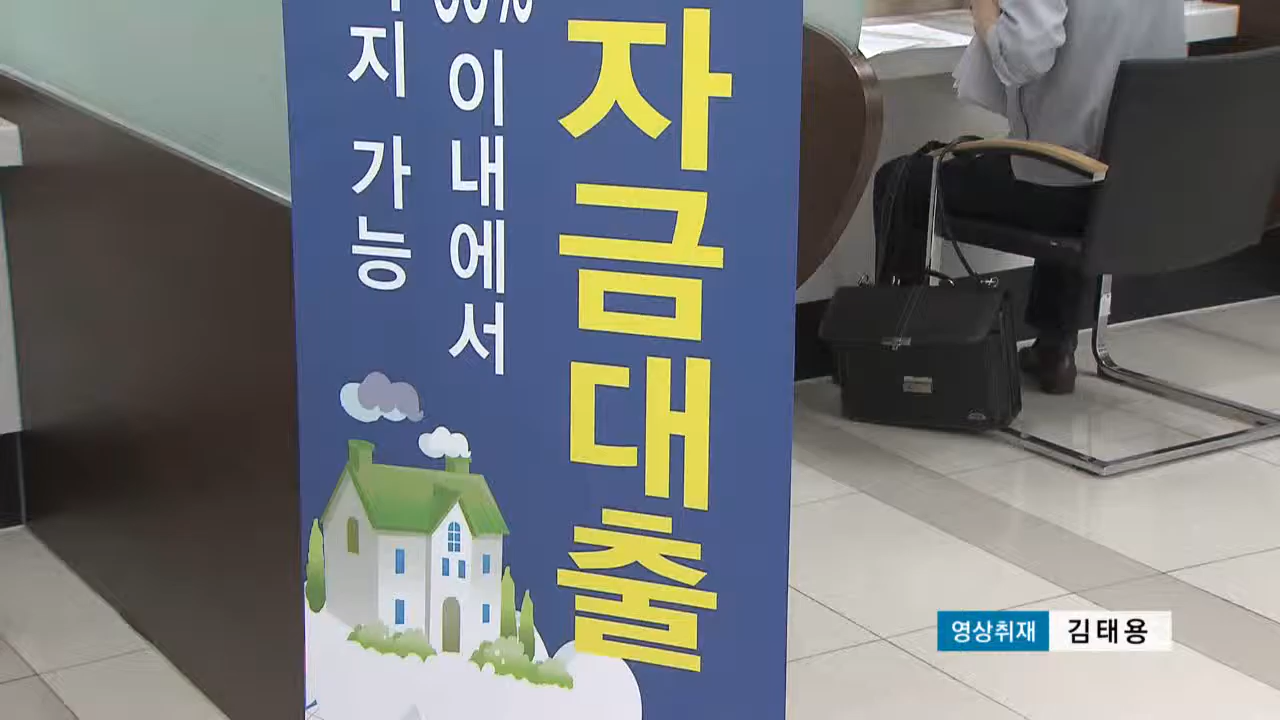 자금대출
이내에서
지 가능
영상취재 김태용